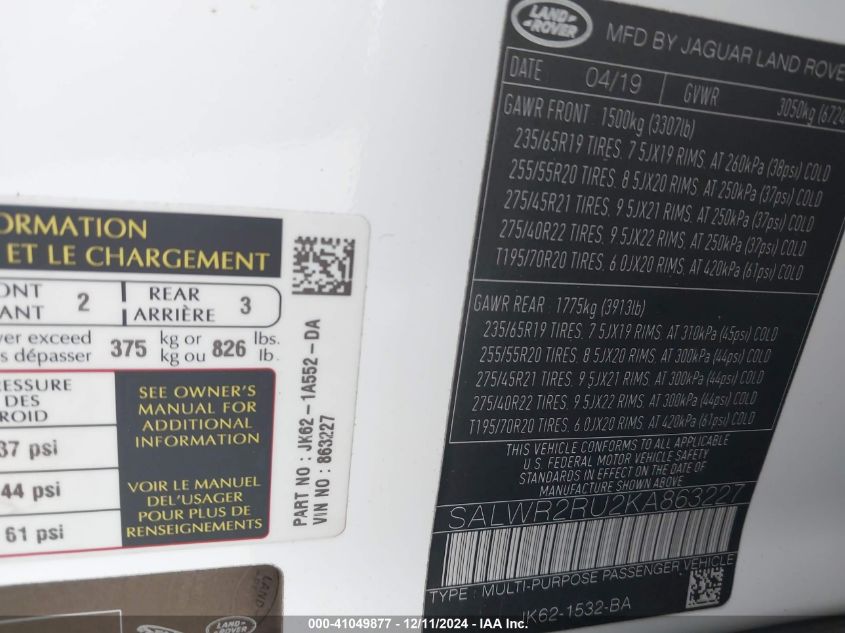 ORMATION
ET LE CHARGEMENT
ONT 2 REAR 3
ANT ARRIÈRE
ver exceed 375 kg or 826 lbs.
s dépasser kg ou lb.
RESSURE
DES
ROID
37 psi
44 psi
61 psi
SEE OWNER'S
MANUAL FOR
ADDITIONAL
INFORMATION
VOIR LE MANUEL
DEL'USAGER
POUR PLUS DE
RENSEIGNEMENTS
PART NO : JK62-1A552-DA
VIN NO : 863227
LAND
ROVER
LAND-
ROVER
MFD BY JAGUAR LAND ROVE
DATE 04/19 GVWR 3050kg (6724
GAWR FRONT 1500kg (3307lb)
235/65R19 TIRES, 7 5JX19 RIMS, AT 260kPa (38psi) COLD
255/55R20 TIRES, 8 5JX20 RIMS, AT 250kPa (37psi) COLD
275/45R21 TIRES, 9 5JX21 RIMS, AT 250kPa (37psi) COLD
275/40R22 TIRES, 9 5JX22 RIMS, AT 250kPa (37psi) COLD
T195/70R20 TIRES, 6 0JX20 RIMS, AT 420kPa (61psi) COLD
GAWR REAR : 1775kg (3913lb)
235/65R19 TIRES, 7 5JX19 RIMS, AT 310kPa (45psi) COLD
255/55R20 TIRES, 8 5JX20 RIMS, AT 300kPa (44psi) COLD
275/45R21 TIRES, 9 5JX21 RIMS, AT 300kPa (44psi) COLD
275/40R22 TIRES, 9 5JX22 RIMS, AT 300kPa (44psi) COLD
T195/70R20 TIRES, 6 0JX20 RIMS, AT 420kPa (61psi) COLD
THIS VEHICLE CONFORMS TO ALL APPLICABLE
U.S. FEDERAL MOTOR VEHICLE SAFETY
STANDARDS IN EFFECT ON THE DATE OF
MANUFACTURE SHOWN ABOVE
SALWR2RU2KA863227
TYPE : MULTI-PURPOSE PASSENGER VEHICLE
JK62-1532-BA
000-41049877 - 12/11/2024 - IAA Inc.